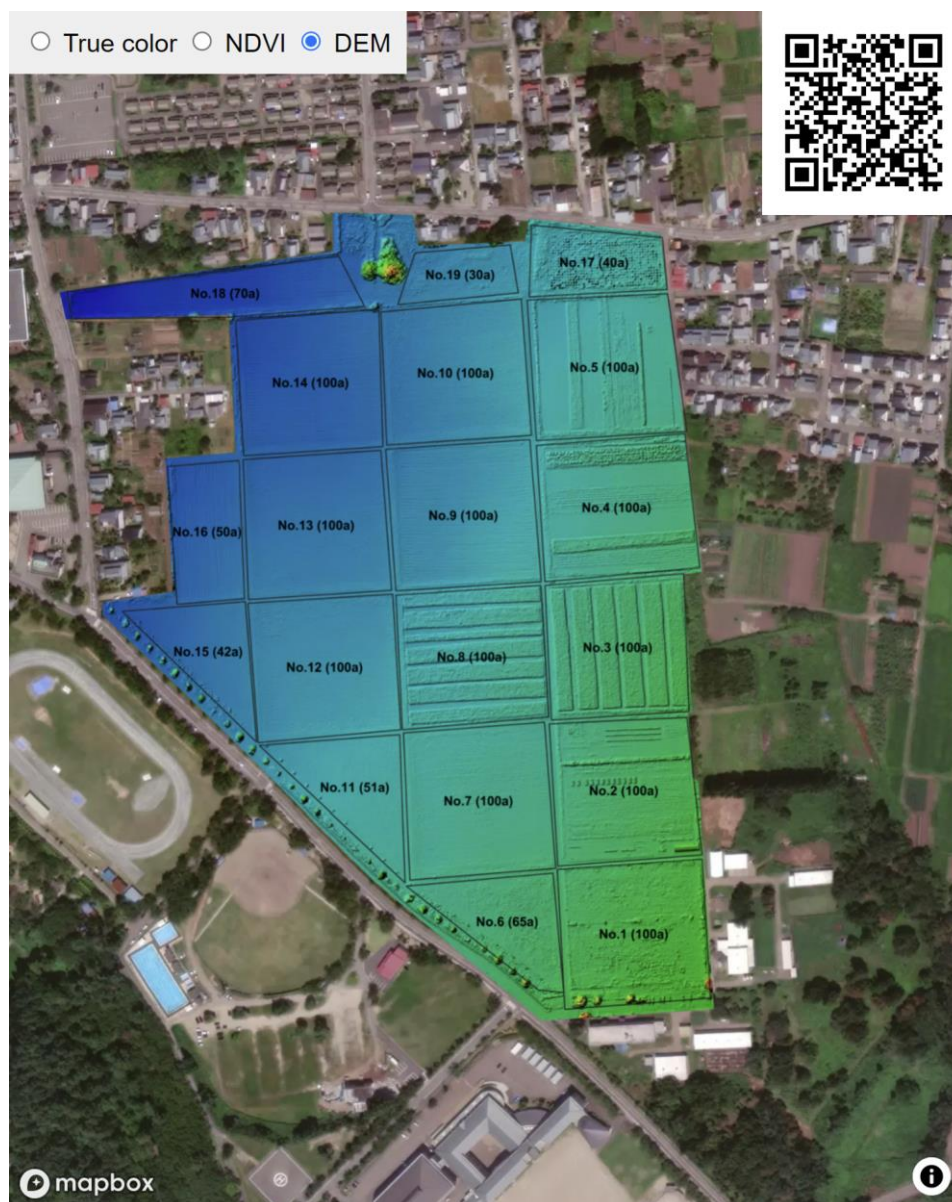 True color NDVI DEM
No.17 (40a)
No.19 (30a)
No.18 (70a)
No.5 (100a)
No.10 (100a)
No.14 (100a)
No.4 (100a)
No.9 (100a)
No.13 (100a)
No.16 (50a)
No.3 (100a)
No.8 (100a)
No.12 (100a)
No.15 (42a)
No.2 (100a)
No.7 (100a)
No.11 (51a)
No.6 (65a)
No.1 (100a)
mapbox